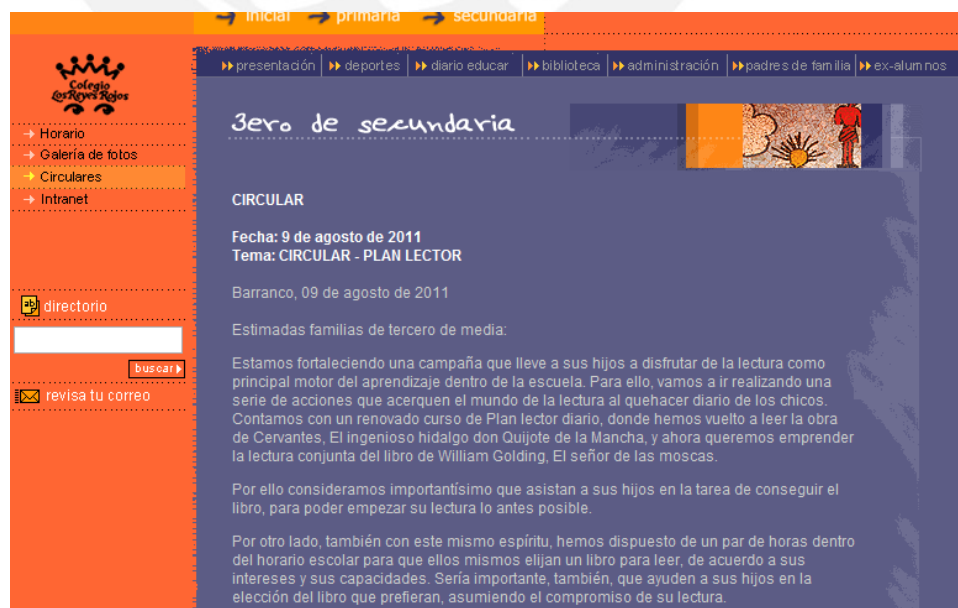 inicial primaria secundaria
presentación deportes diario educar biblioteca administración padres de familia ex-alumnos
Colegio
Los Reyes Rojos
Horario
Galería de fotos
Circulares
Intranet
directorio
buscar
revisa tu correo
3ero de secundaria
CIRCULAR
Fecha: 9 de agosto de 2011
Tema: CIRCULAR - PLAN LECTOR
Barranco, 09 de agosto de 2011
Estimadas familias de tercero de media:
Estamos fortaleciendo una campaña que lleve a sus hijos a disfrutar de la lectura como
principal motor del aprendizaje dentro de la escuela. Para ello, vamos a ir realizando una
serie de acciones que acerquen el mundo de la lectura al quehacer diario de los chicos.
Contamos con un renovado curso de Plan lector diario, donde hemos vuelto a leer la obra
de Cervantes, El ingenioso hidalgo don Quijote de la Mancha, y ahora queremos emprender
la lectura conjunta del libro de William Golding, El señor de las moscas.
Por ello consideramos importantísimo que asistan a sus hijos en la tarea de conseguir el
libro, para poder empezar su lectura lo antes posible.
Por otro lado, también con este mismo espíritu, hemos dispuesto de un par de horas dentro
del horario escolar para que ellos mismos elijan un libro para leer, de acuerdo a sus
intereses y sus capacidades. Sería importante, también, que ayuden a sus hijos en la
elección del libro que prefieran, asumiendo el compromiso de su lectura.